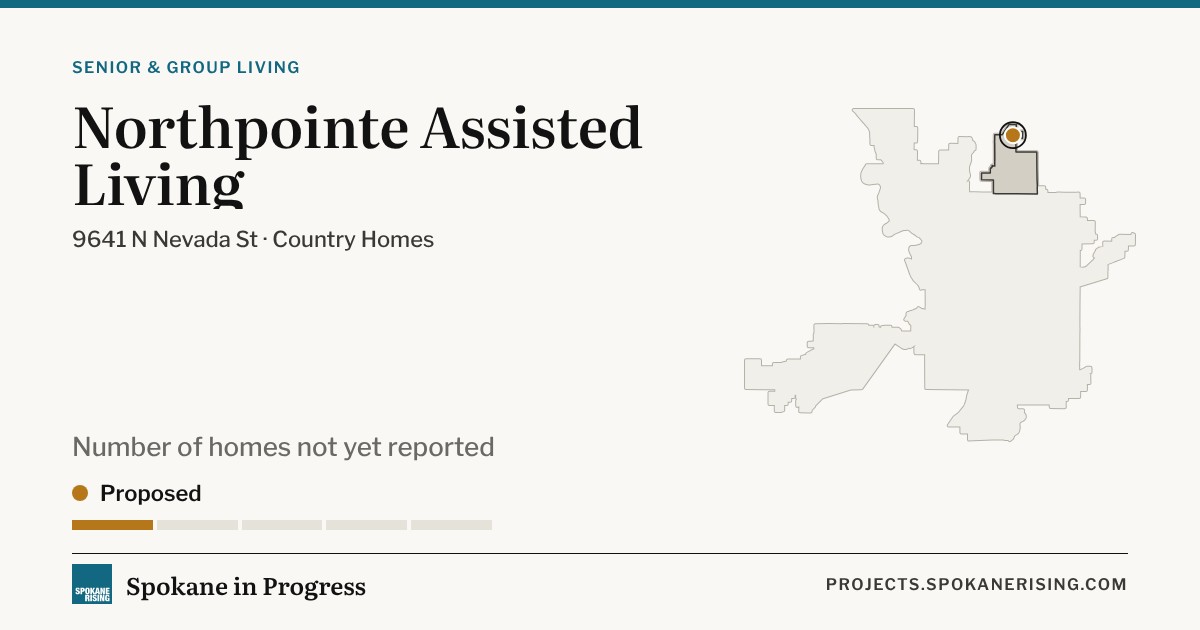 SENIOR & GROUP LIVING
Northpointe Assisted
Living
9641 N Nevada St · Country Homes
Number of homes not yet reported
Proposed
SPOKANE
RISING
Spokane in Progress
PROJECTS.SPOKANERISING.COM